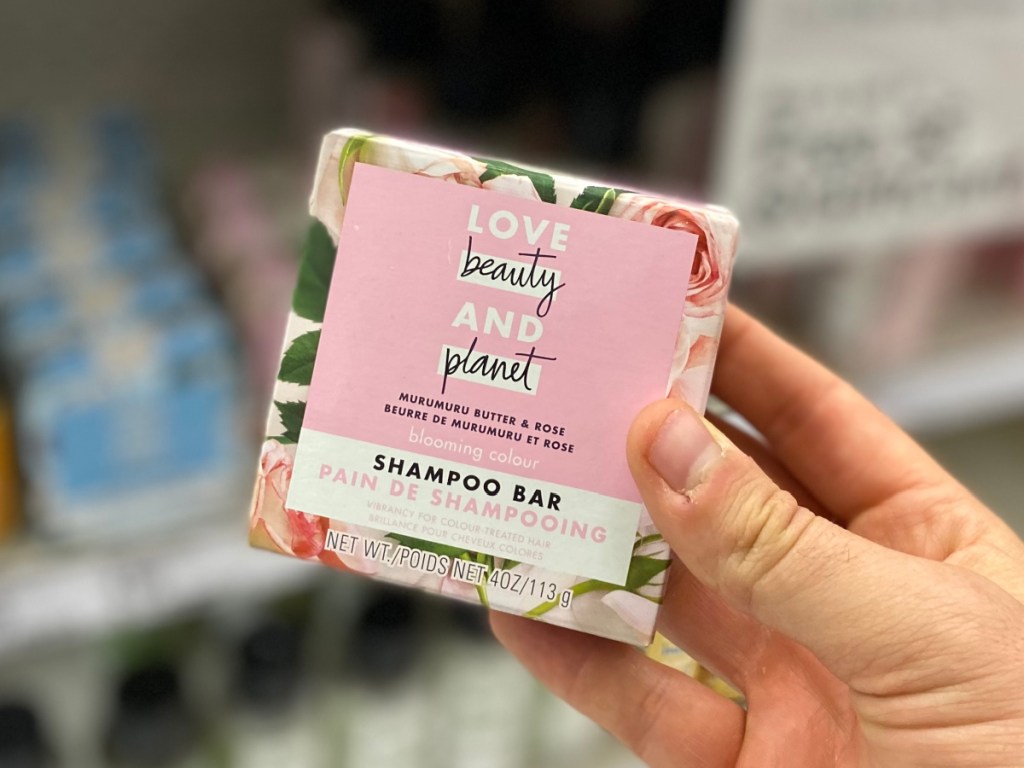 LOVE
beauty
AND
planet
MURUMURU BUTTER & ROSE
BEURRE DE MURUMURU ET ROSE
blooming colour
SHAMPOO BAR
PAIN DE SHAMPOOING
VIBRANCY FOR COLOUR-TREATED HAIR
BRILLANCE POUR CHEVEUX COLORÉS
NET WT./POIDS NET 4OZ/113 g